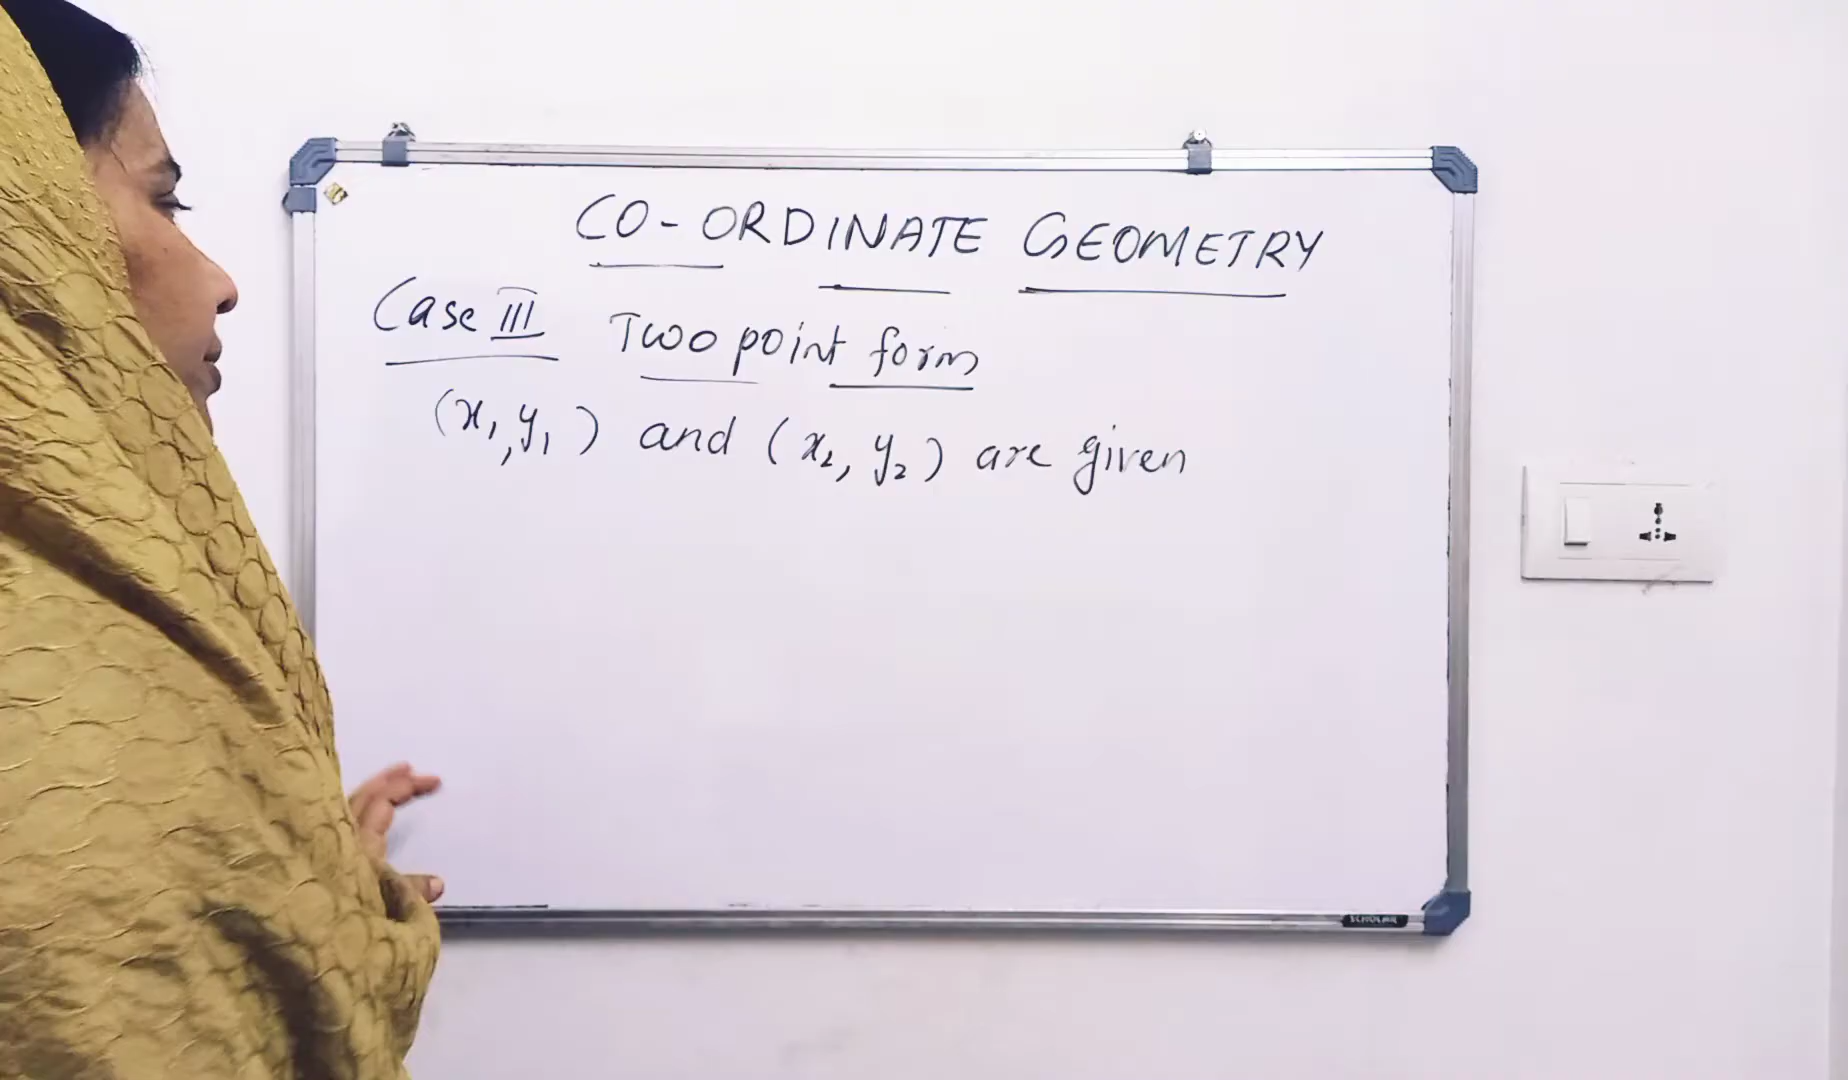 CO-ORDINATE GEOMETRY
Case III Two point form
(x₁, y₁) and (x₂, y₂) are given